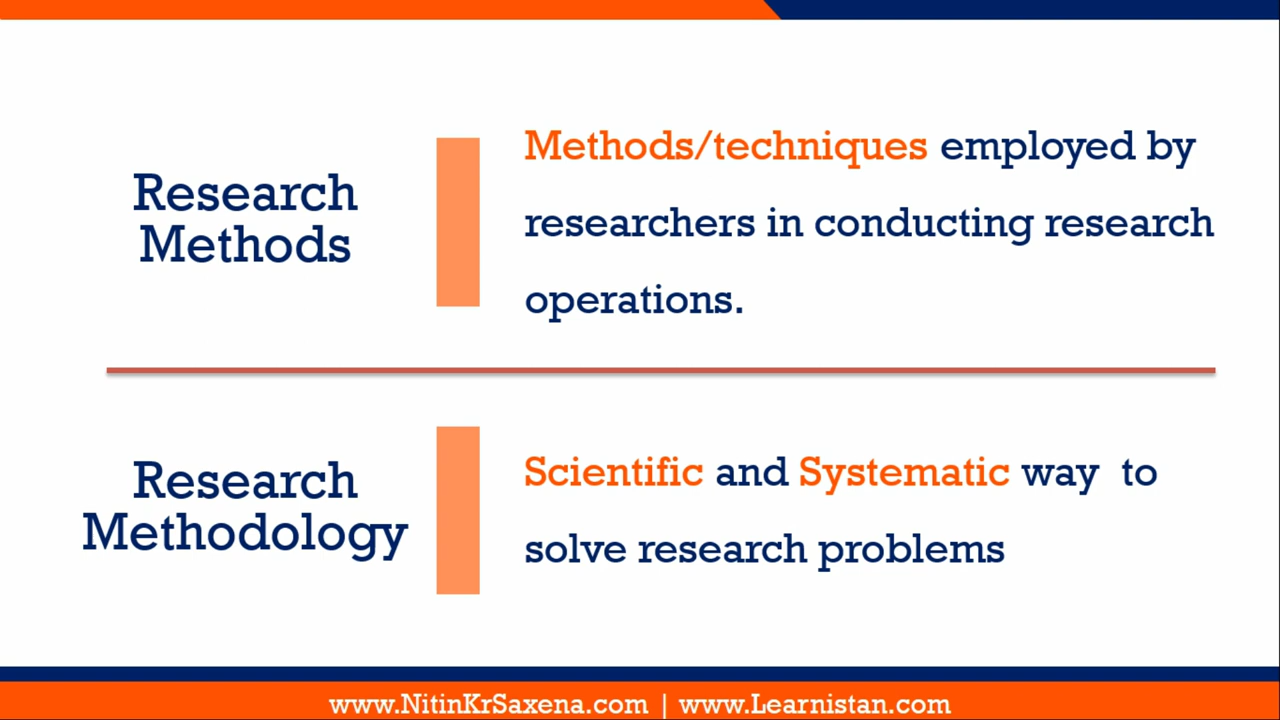 Research
Methods
Methods/techniques employed by
researchers in conducting research
operations.
Research
Methodology
Scientific and Systematic way  to
solve research problems
www.NitinKrSaxena.com | www.Learnistan.com